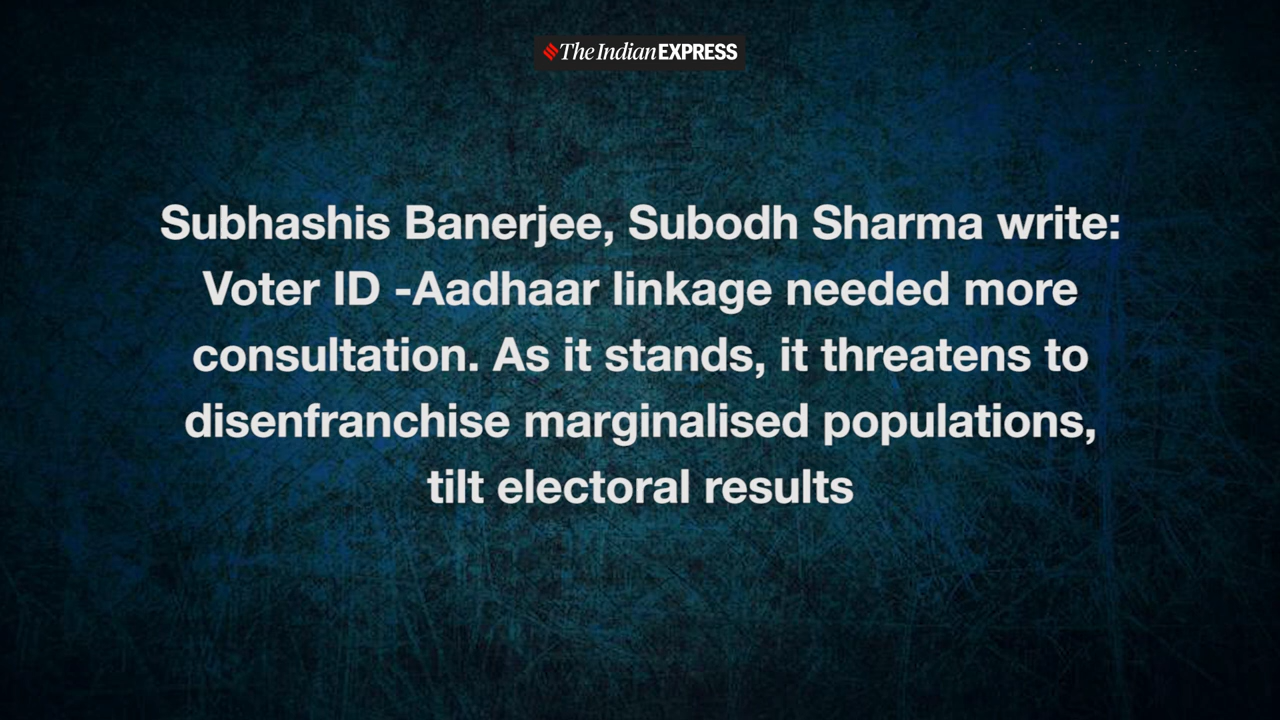 The Indian EXPRESS
Subhashis Banerjee, Subodh Sharma write:
Voter ID -Aadhaar linkage needed more
consultation. As it stands, it threatens to
disenfranchise marginalised populations,
tilt electoral results